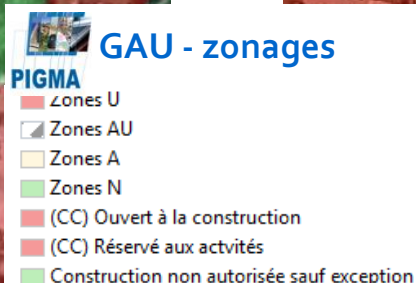 GAU - zonages
PIGMA
Zones U
Zones AU
Zones A
Zones N
(CC) Ouvert à la construction
(CC) Réservé aux actvités
Construction non autorisée sauf exception